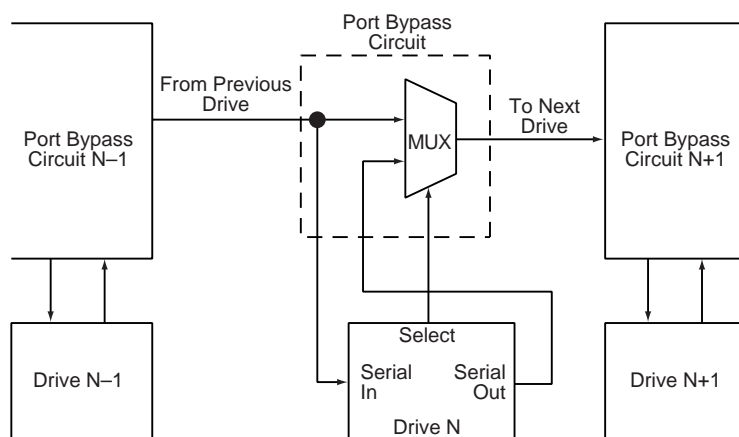 Port Bypass
Circuit
From Previous
Drive
To Next
Drive
Port Bypass
Circuit N–1
MUX
Port Bypass
Circuit N+1
Select
Drive N–1
Serial
In
Serial
Out
Drive N
Drive N+1